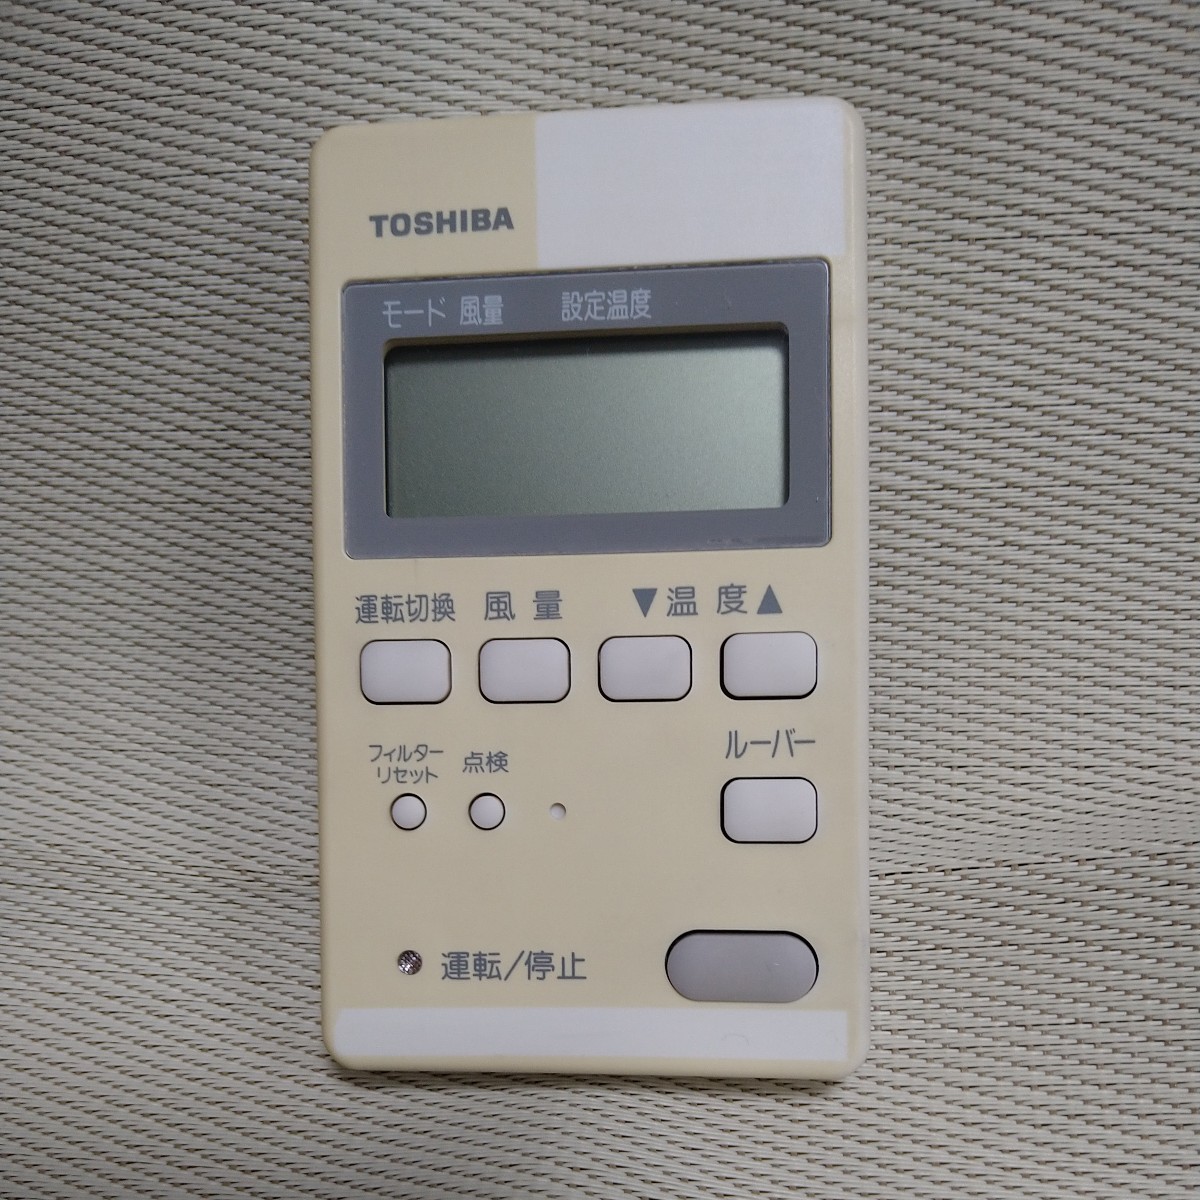 TOSHIBA
モード 風量 設定温度
運転切換 風量 ▼温度▲
フィルター
リセット 点検
ルーバー
運転/停止